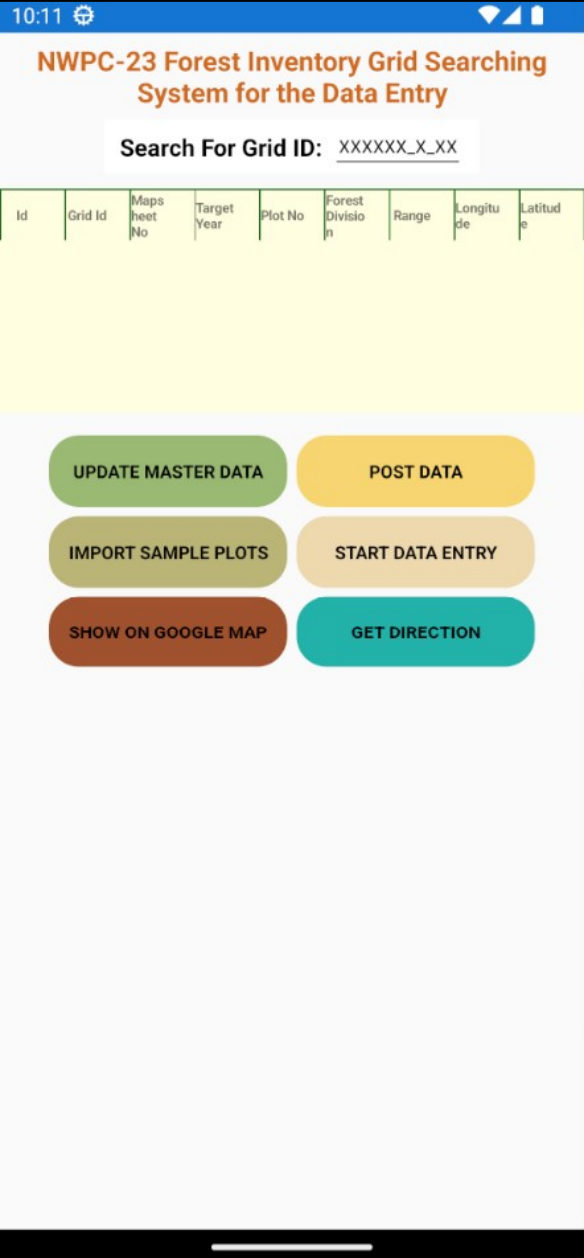 10:11
NWPC-23 Forest Inventory Grid Searching
System for the Data Entry
Search For Grid ID: XXXXXX_X_XX
Id
Grid Id
Maps
heet
No
Target
Year
Plot No
Forest
Divisio
n
Range
Longitu
de
Latitud
e
UPDATE MASTER DATA
POST DATA
IMPORT SAMPLE PLOTS
START DATA ENTRY
SHOW ON GOOGLE MAP
GET DIRECTION